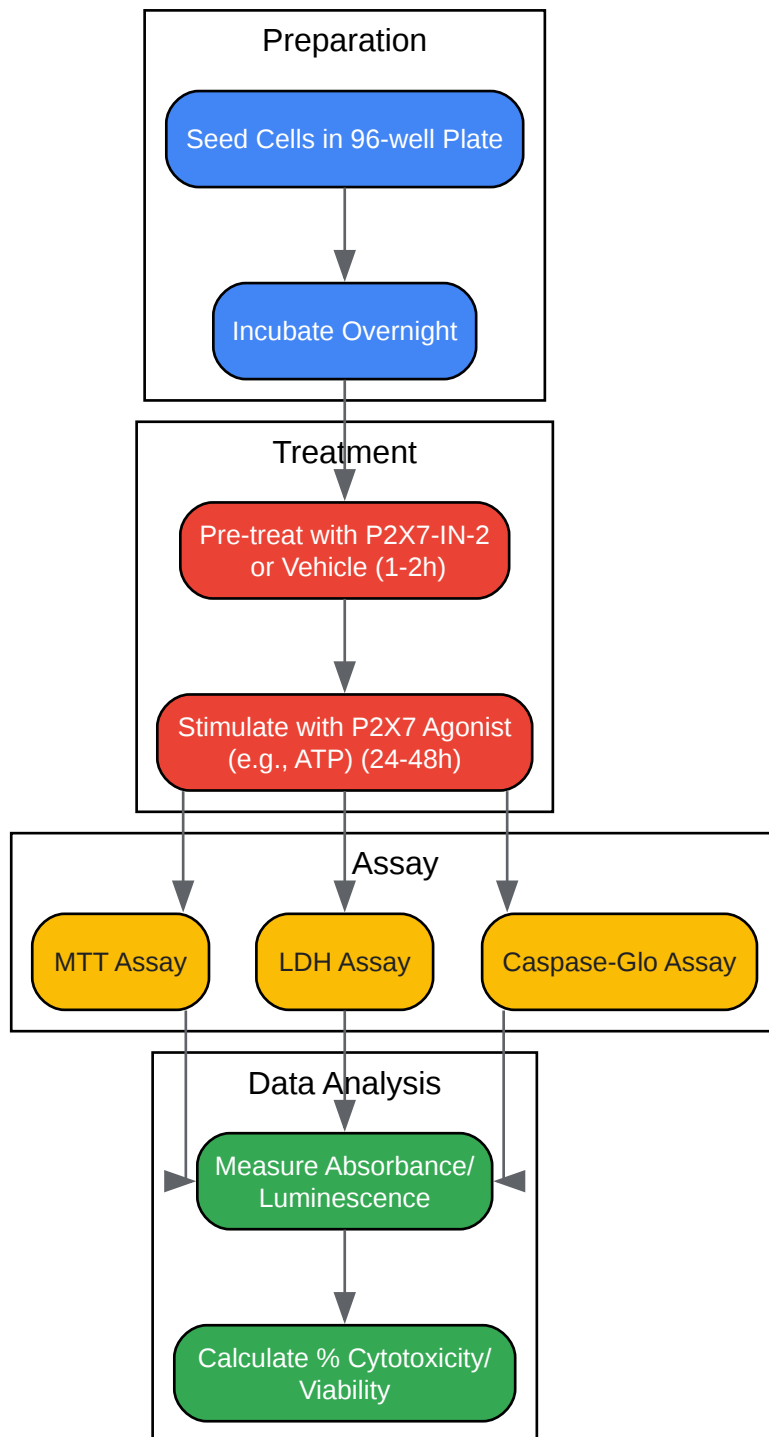 Preparation
Seed Cells in 96-well Plate
Incubate Overnight
Treatment
Pre-treat with P2X7-IN-2
or Vehicle (1-2h)
Stimulate with P2X7 Agonist
(e.g., ATP) (24-48h)
Assay
MTT Assay
LDH Assay
Caspase-Glo Assay
Data Analysis
Measure Absorbance/
Luminescence
Calculate % Cytotoxicity/
Viability